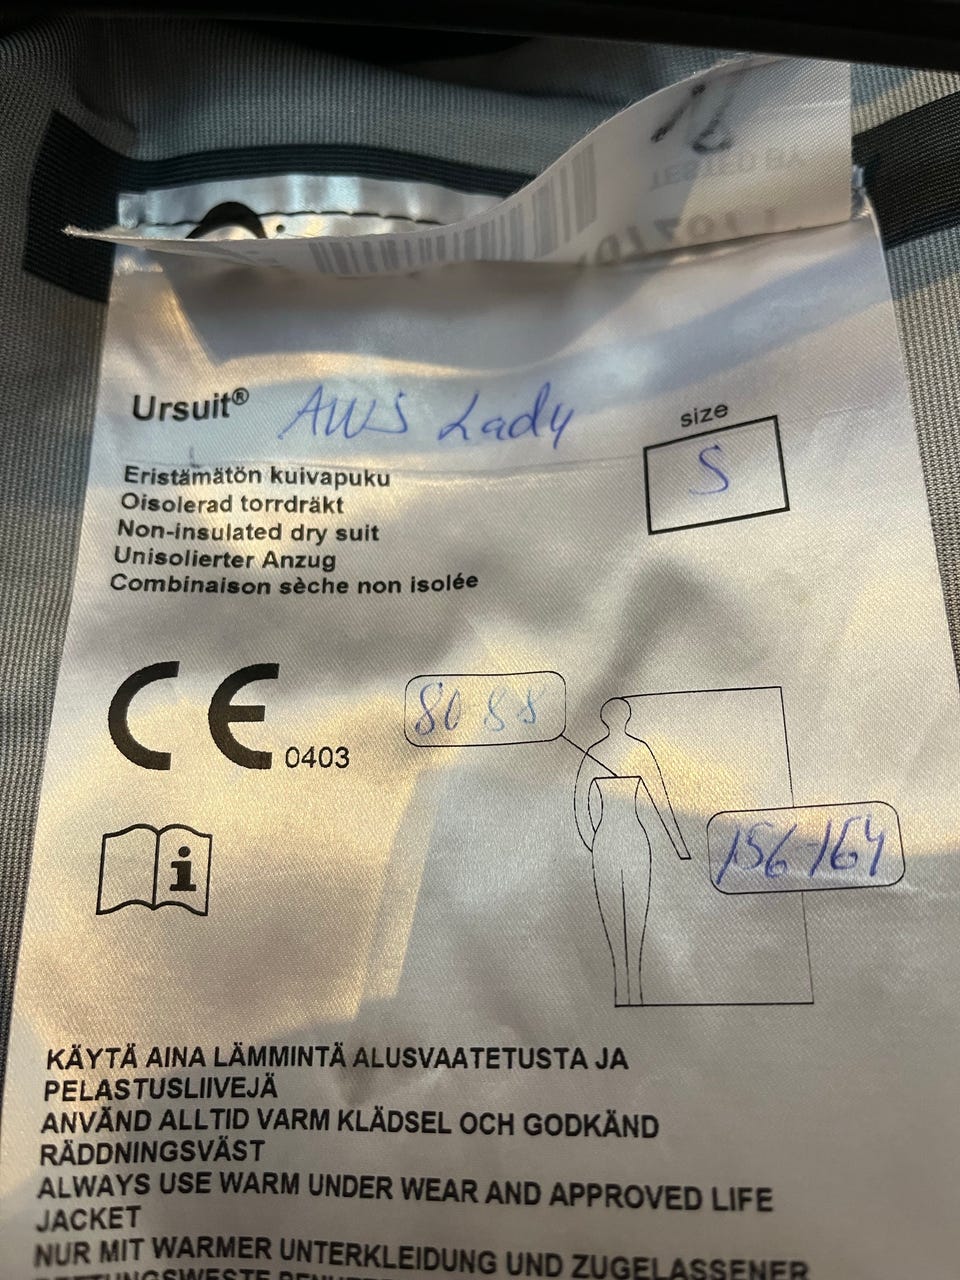 TESTED BY
Ursuit® AWS Lady
size
S
Eristämätön kuivapuku
Oisolerad torrdräkt
Non-insulated dry suit
Unisolierter Anzug
Combinaison sèche non isolée
CE 0403
80 88
156-164
i
KÄYTÄ AINA LÄMMINTÄ ALUSVAATETUSTA JA
PELASTUSLIIVEJÄ
ANVÄND ALLTID VARM KLÄDSEL OCH GODKÄND
RÄDDNINGSVÄST
ALWAYS USE WARM UNDER WEAR AND APPROVED LIFE
JACKET
NUR MIT WARMER UNTERKLEIDUNG UND ZUGELASSENER